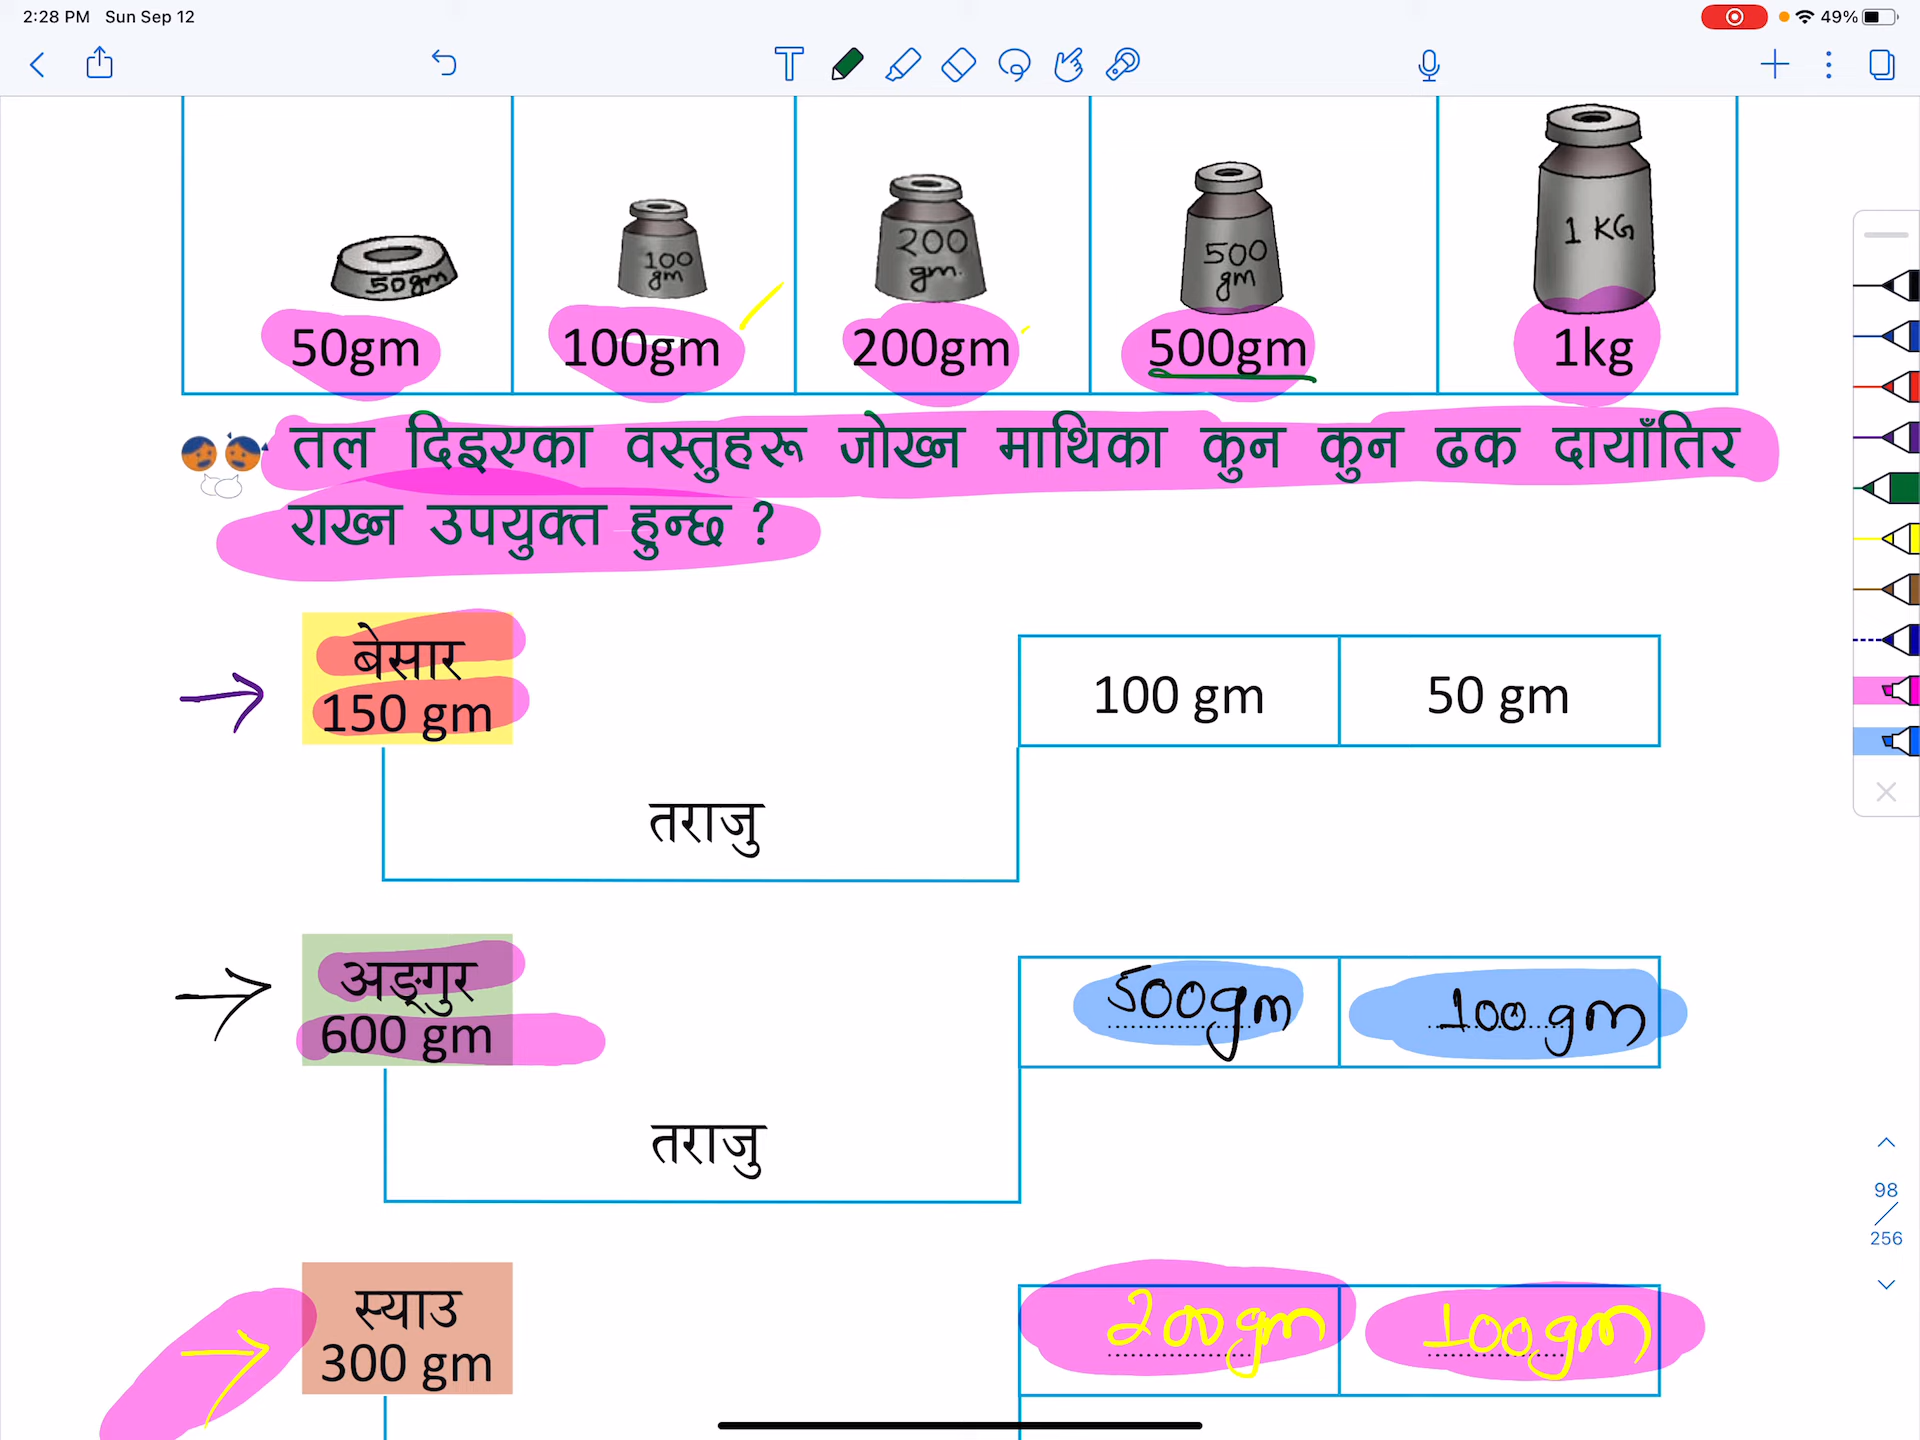 2:28 PM Sun Sep 12
49%
50gm 100 gm 200 gm. 500 gm 1 KG
50gm 100gm 200gm 500gm 1kg
तल दिइएका वस्तुहरू जोख्न माथिका कुन कुन ढक दायाँतिर
राख्न उपयुक्त हुन्छ ?
बेसार
150 gm
100 gm 50 gm
तराजु
अङ्गुर
600 gm
500gm 100 gm
तराजु
98
256
स्याउ
300 gm
200gm 100gm